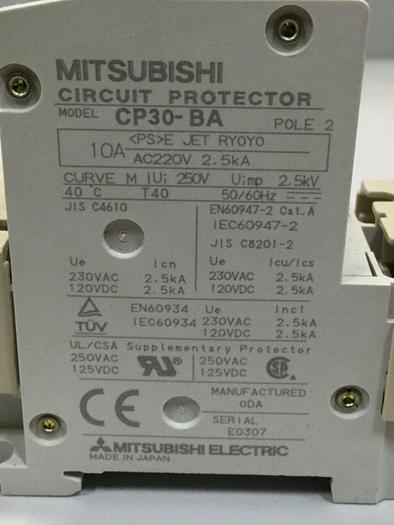 MITSUBISHI
CIRCUIT PROTECTOR
MODEL CP30-BA POLE 2
10A <PS>E JET RYOYO
AC220V 2.5kA
CURVE M Ui 250V Uimp 2.5kV
40 °C T40 50/60Hz
JIS C4610 EN60947-2 Cat.A
IEC60947-2
JIS C8201-2
Ue Icn Ue Icu/Ics
230VAC 2.5kA 230VAC 2.5kA
120VDC 2.5kA 120VDC 2.5kA
TÜV EN60934 Ue Inc1
IEC60934 230VAC 2.5kA
120VDC 2.5kA
UL/CSA Supplementary Protector
250VAC 250VAC
125VDC 125VDC
CE
MANUFACTURED
ODA
SERIAL
E0307
MITSUBISHI ELECTRIC
MADE IN JAPAN